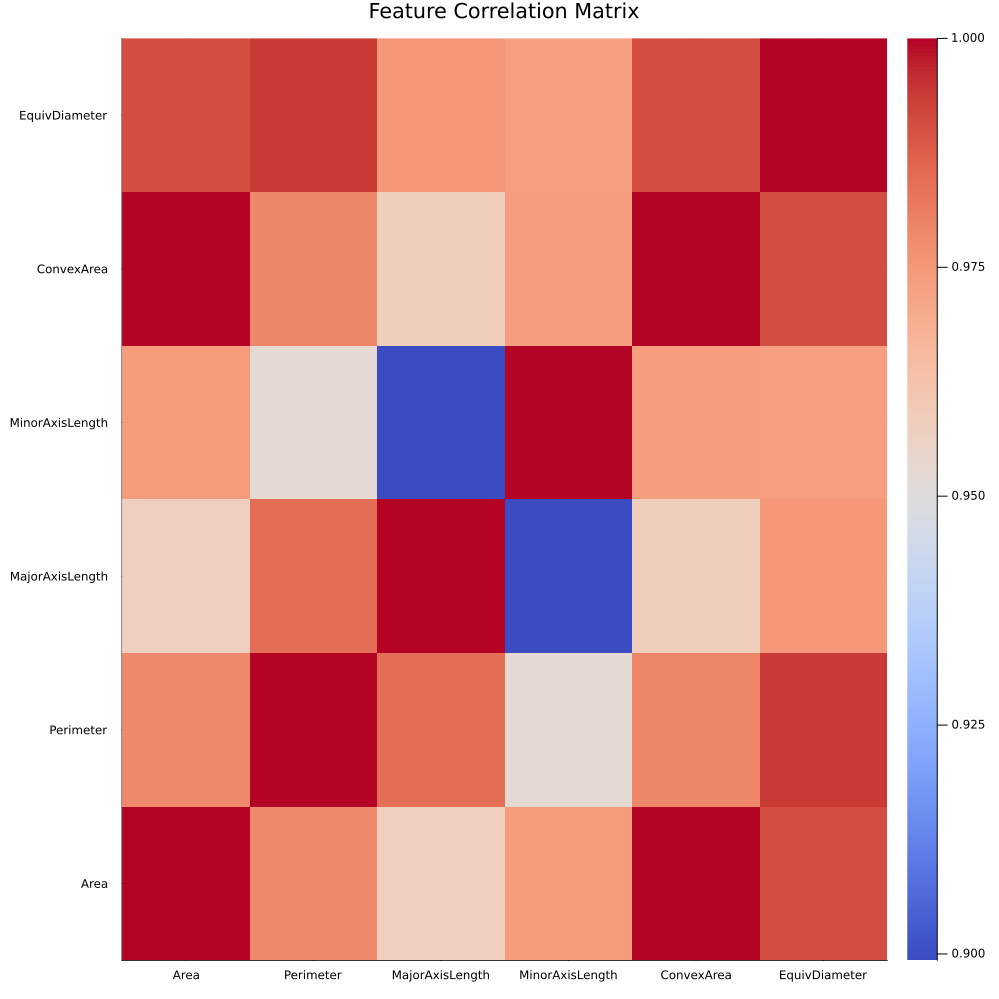 Feature Correlation Matrix
EquivDiameter
ConvexArea
MinorAxisLength
MajorAxisLength
Perimeter
Area
Area Perimeter MajorAxisLength MinorAxisLength ConvexArea EquivDiameter
1.000
0.975
0.950
0.925
0.900